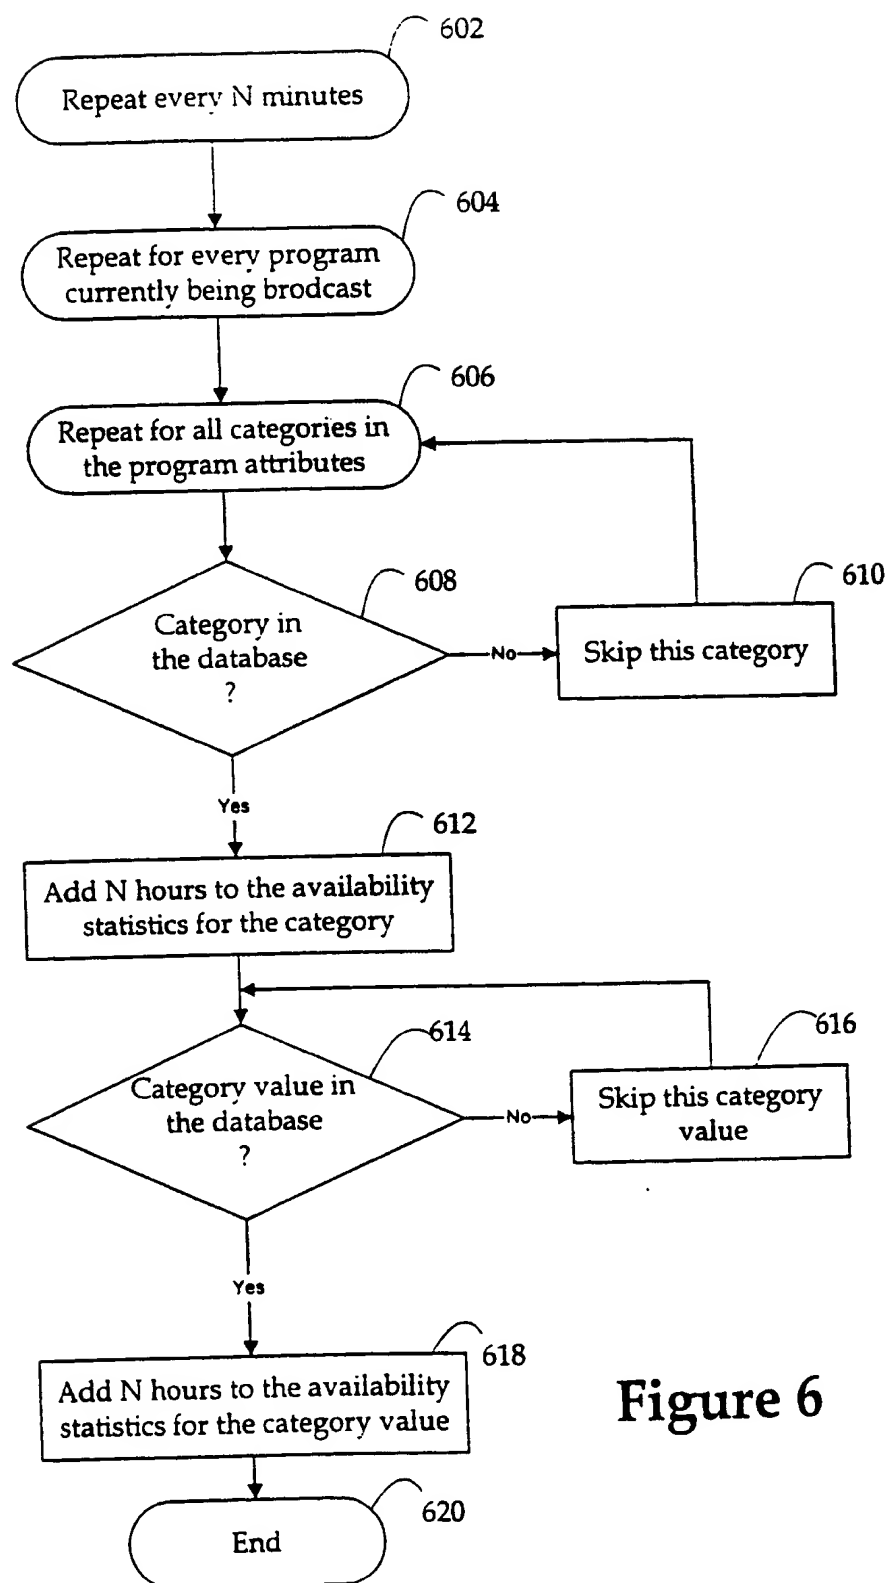 602
Repeat every N minutes
604
Repeat for every program
currently being brodcast
606
Repeat for all categories in
the program attributes
608
Category in
the database
?
No
610
Skip this category
Yes
612
Add N hours to the availability
statistics for the category
614
Category value in
the database
?
No
616
Skip this category
value
Yes
618
Add N hours to the availability
statistics for the category value
Figure 6
620
End